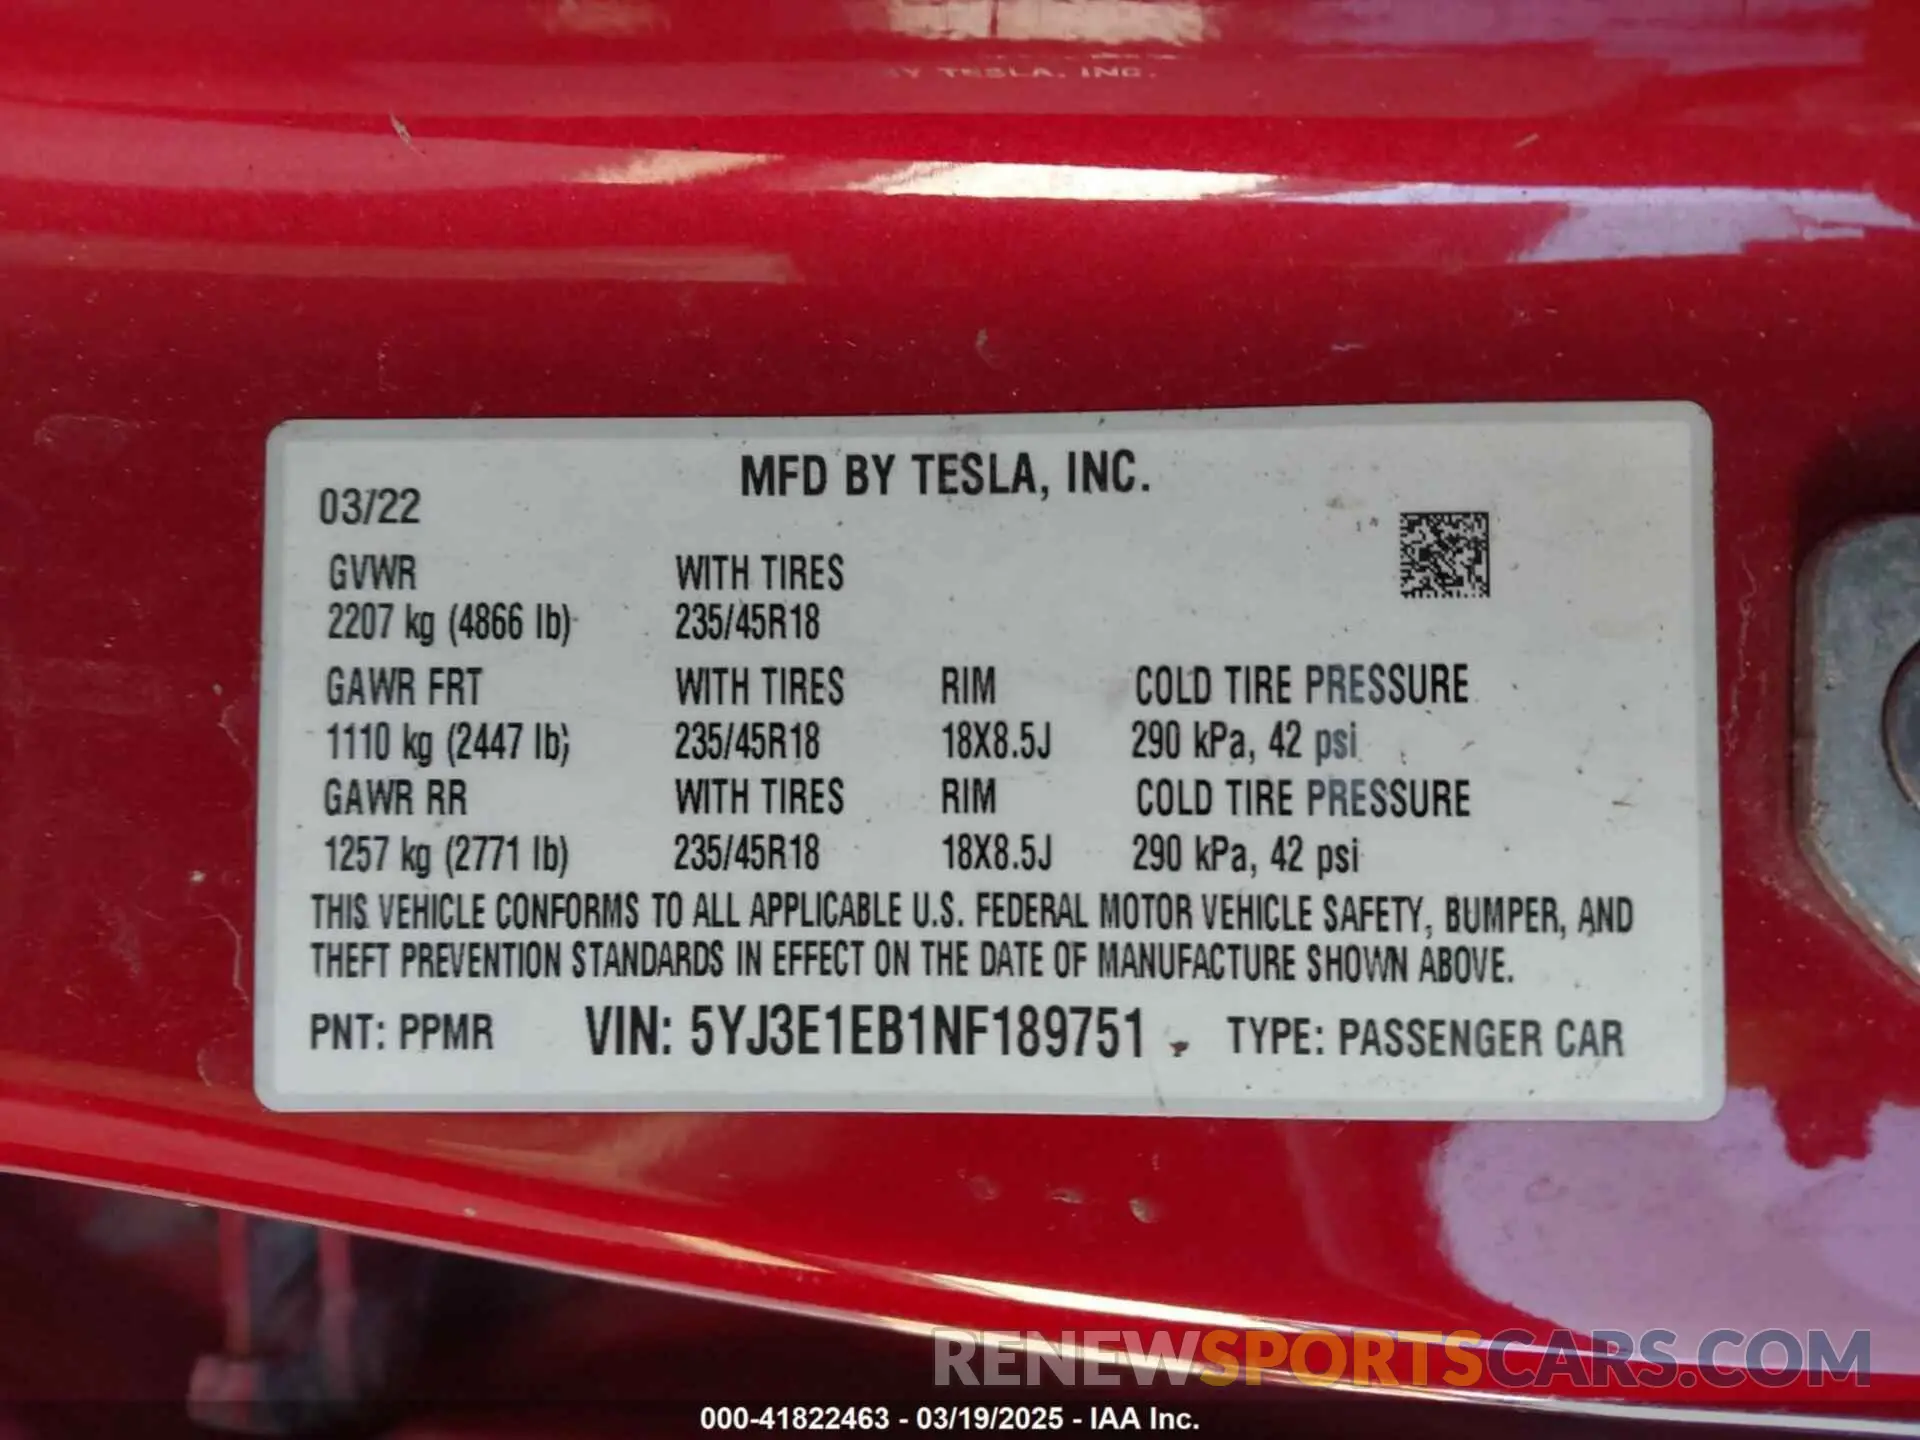 BY TESLA, INC.
MFD BY TESLA, INC.
03/22
GVWR WITH TIRES
2207 kg (4866 lb) 235/45R18
GAWR FRT WITH TIRES RIM COLD TIRE PRESSURE
1110 kg (2447 lb) 235/45R18 18X8.5J 290 kPa, 42 psi
GAWR RR WITH TIRES RIM COLD TIRE PRESSURE
1257 kg (2771 lb) 235/45R18 18X8.5J 290 kPa, 42 psi
THIS VEHICLE CONFORMS TO ALL APPLICABLE U.S. FEDERAL MOTOR VEHICLE SAFETY, BUMPER, AND
THEFT PREVENTION STANDARDS IN EFFECT ON THE DATE OF MANUFACTURE SHOWN ABOVE.
PNT: PPMR VIN: 5YJ3E1EB1NF189751 TYPE: PASSENGER CAR
RENEWSPORTSCARS.COM
000-41822463 - 03/19/2025 - IAA Inc.